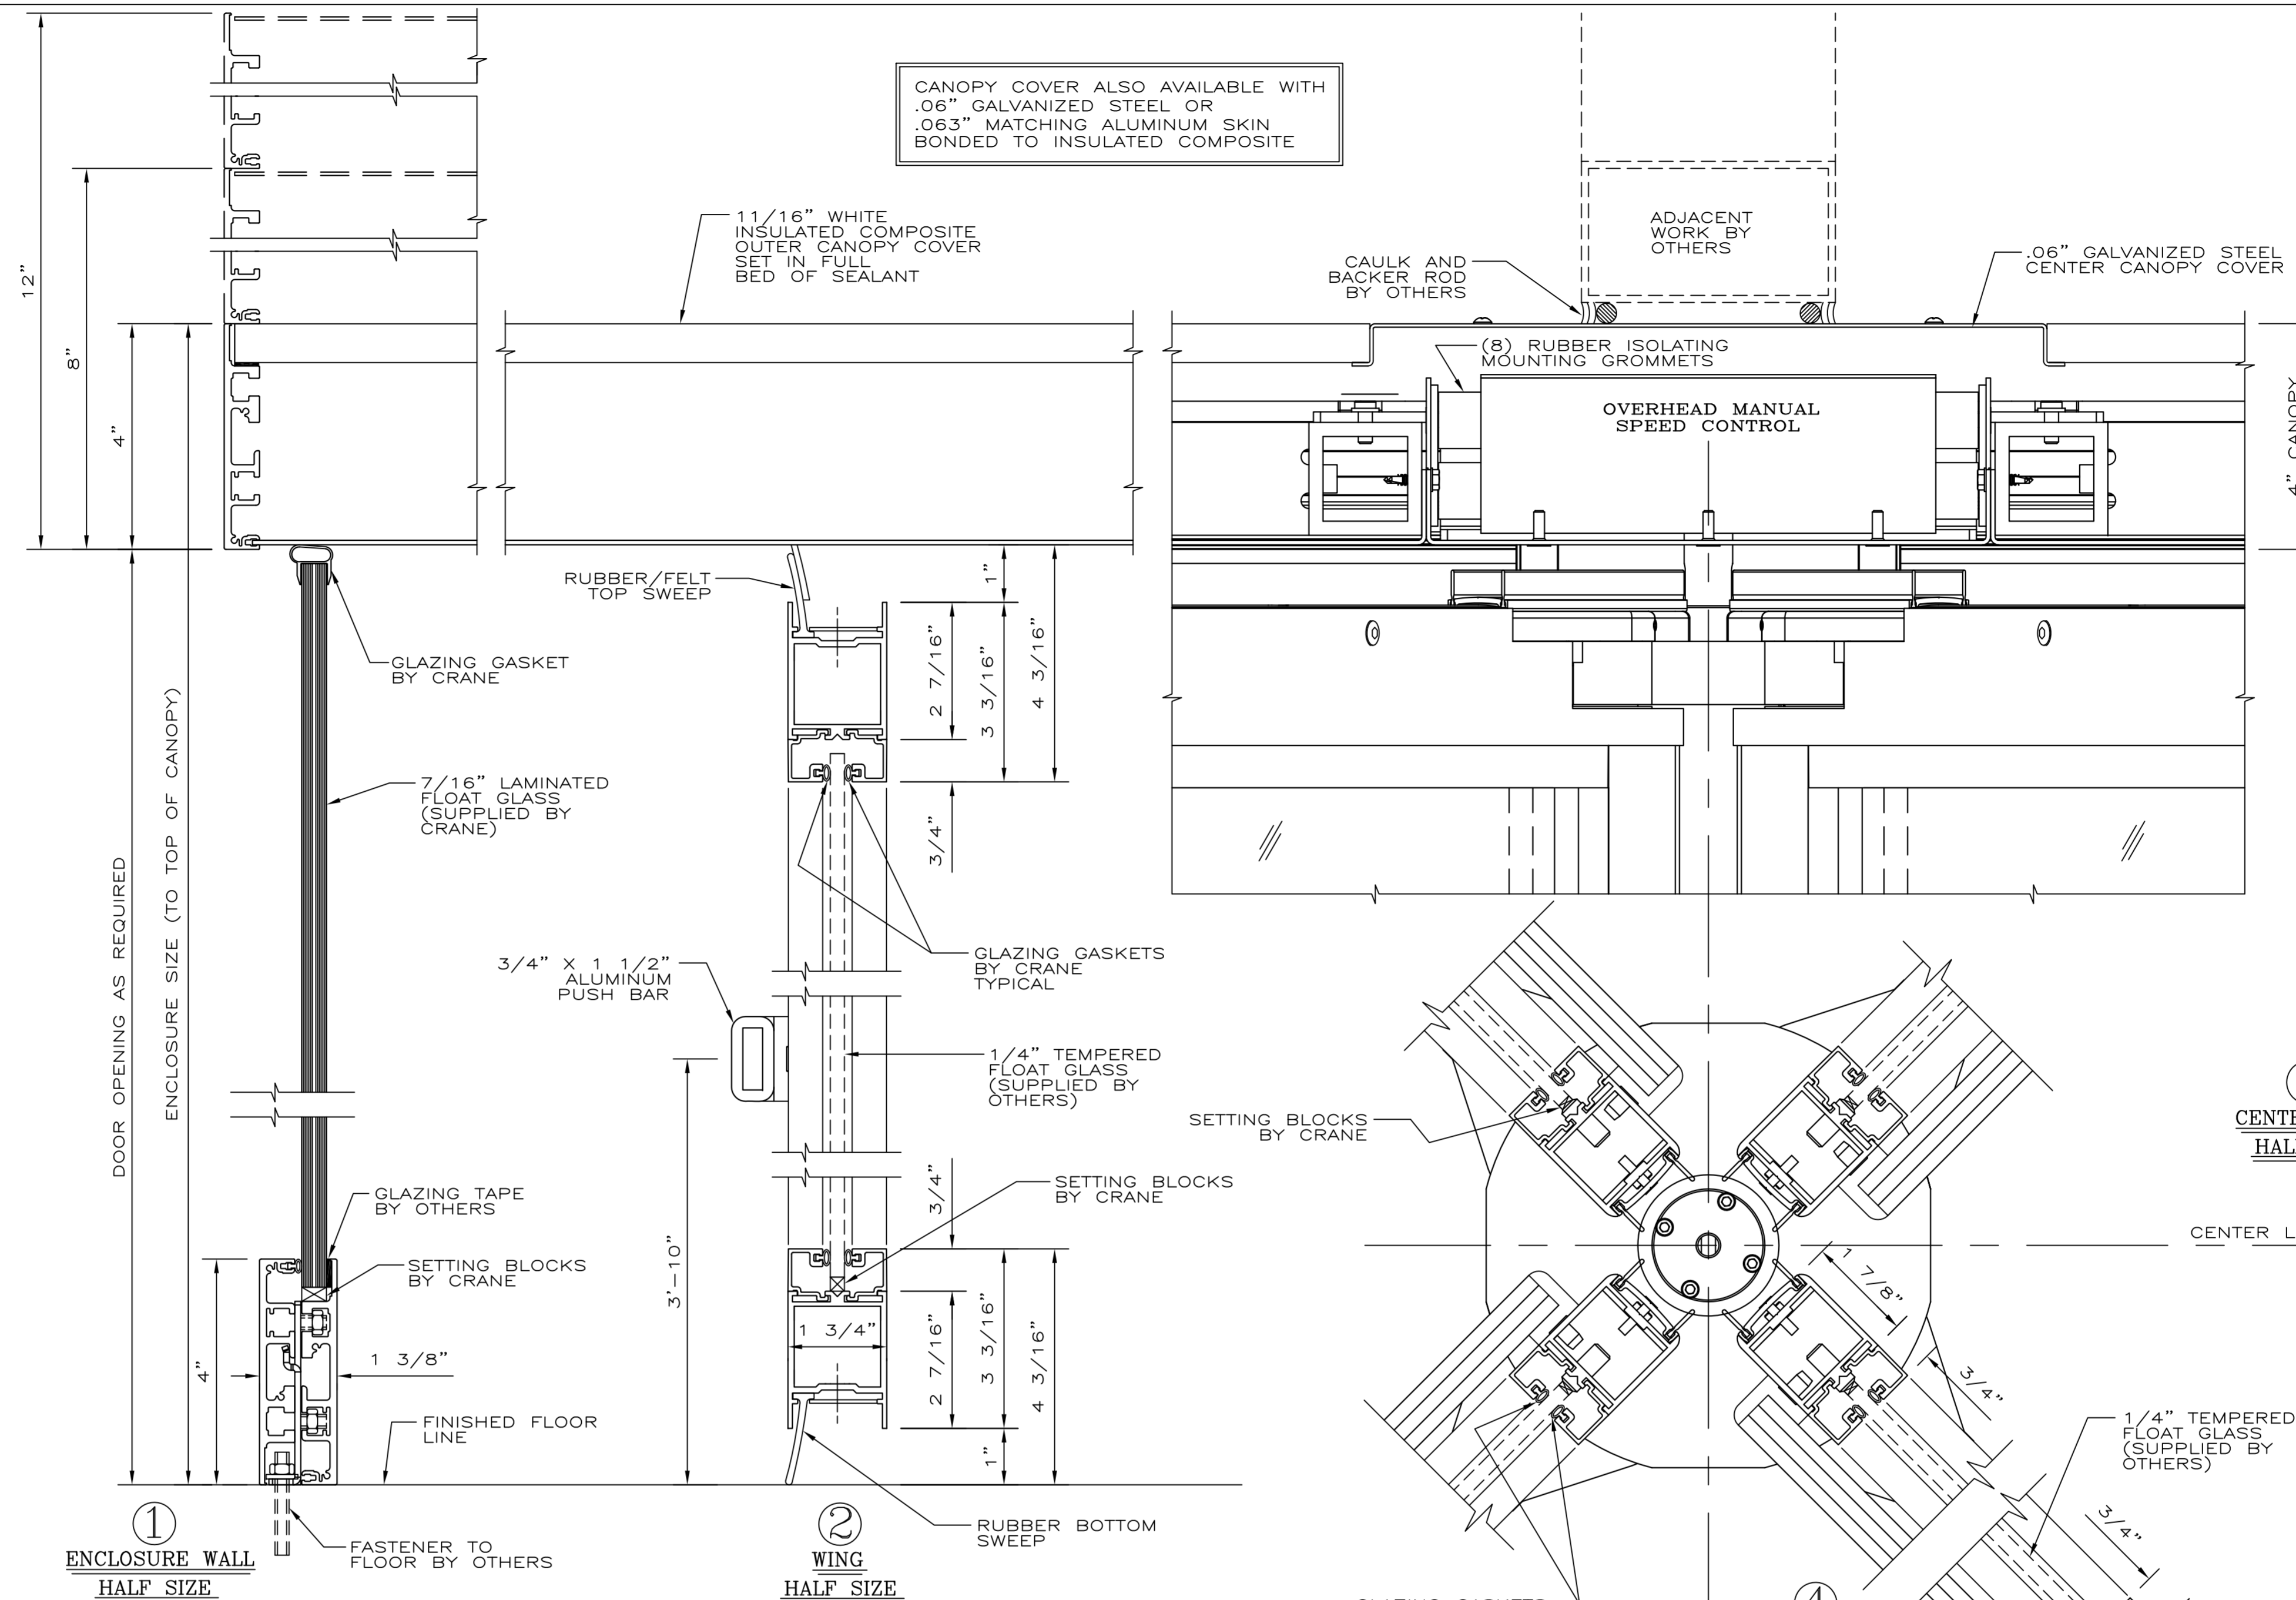 CANOPY COVER ALSO AVAILABLE WITH
.06" GALVANIZED STEEL OR
.063" MATCHING ALUMINUM SKIN
BONDED TO INSULATED COMPOSITE
12"
8"
4"
11/16" WHITE
INSULATED COMPOSITE
OUTER CANOPY COVER
SET IN FULL
BED OF SEALANT
ADJACENT
WORK BY
OTHERS
CAULK AND
BACKER ROD
BY OTHERS
.06" GALVANIZED STEEL
CENTER CANOPY COVER
(8) RUBBER ISOLATING
MOUNTING GROMMETS
OVERHEAD MANUAL
SPEED CONTROL
4" CANOPY
RUBBER/FELT
TOP SWEEP
1"
2 7/16"
3 3/16"
4 3/16"
3/4"
GLAZING GASKET
BY CRANE
7/16" LAMINATED
FLOAT GLASS
(SUPPLIED BY
CRANE)
DOOR OPENING AS REQUIRED
ENCLOSURE SIZE (TO TOP OF CANOPY)
GLAZING GASKETS
BY CRANE
TYPICAL
3/4" X 1 1/2"
ALUMINUM
PUSH BAR
1/4" TEMPERED
FLOAT GLASS
(SUPPLIED BY
OTHERS)
SETTING BLOCKS
BY CRANE
3/4"
SETTING BLOCKS
BY CRANE
GLAZING TAPE
BY OTHERS
SETTING BLOCKS
BY CRANE
3'-10"
1 3/4"
2 7/16"
3 3/16"
4 3/16"
1"
4"
1 3/8"
FINISHED FLOOR
LINE
RUBBER BOTTOM
SWEEP
FASTENER TO
FLOOR BY OTHERS
1
ENCLOSURE WALL
HALF SIZE
2
WING
HALF SIZE
CENTE
HAL
CENTER L
1 7/8"
3/4"
1/4" TEMPERED
FLOAT GLASS
(SUPPLIED BY
OTHERS)
3/4"
4